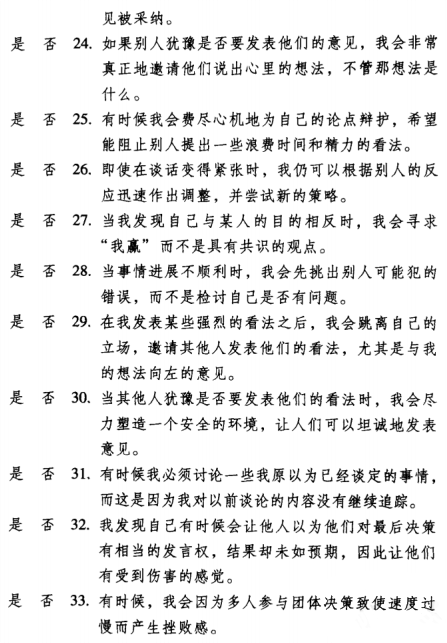 见被采纳。
是 否 24. 如果别人犹豫是否要发表他们的意见，我会非常
真正地邀请他们说出心里的想法，不管那想法是
什么。
是 否 25. 有时候我会费尽心机地为自己的论点辩护，希望
能阻止别人提出一些浪费时间和精力的看法。
是 否 26. 即使在谈话变得紧张时，我仍可以根据别人的反
应迅速作出调整，并尝试新的策略。
是 否 27. 当我发现自己与某人的目的相反时，我会寻求
“我赢”而不是具有共识的观点。
是 否 28. 当事情进展不顺利时，我会先挑出别人可能犯的
错误，而不是检讨自己是否有问题。
是 否 29. 在我发表某些强烈的看法之后，我会跳离自己的
立场，邀请其他人发表他们的看法，尤其是与我
的想法向左的意见。
是 否 30. 当其他人犹豫是否要发表他们的看法时，我会尽
力塑造一个安全的环境，让人们可以坦诚地发表
意见。
是 否 31. 有时候我必须讨论一些我原以为已经谈定的事情，
而这是因为我对以前谈论的内容没有继续追踪。
是 否 32. 我发现自己有时候会让他人以为他们对最后决策
有相当的发言权，结果却未如预期，因此让他们
有受到伤害的感觉。
是 否 33. 有时候，我会因为多人参与团体决策致使速度过
慢而产生挫败感。